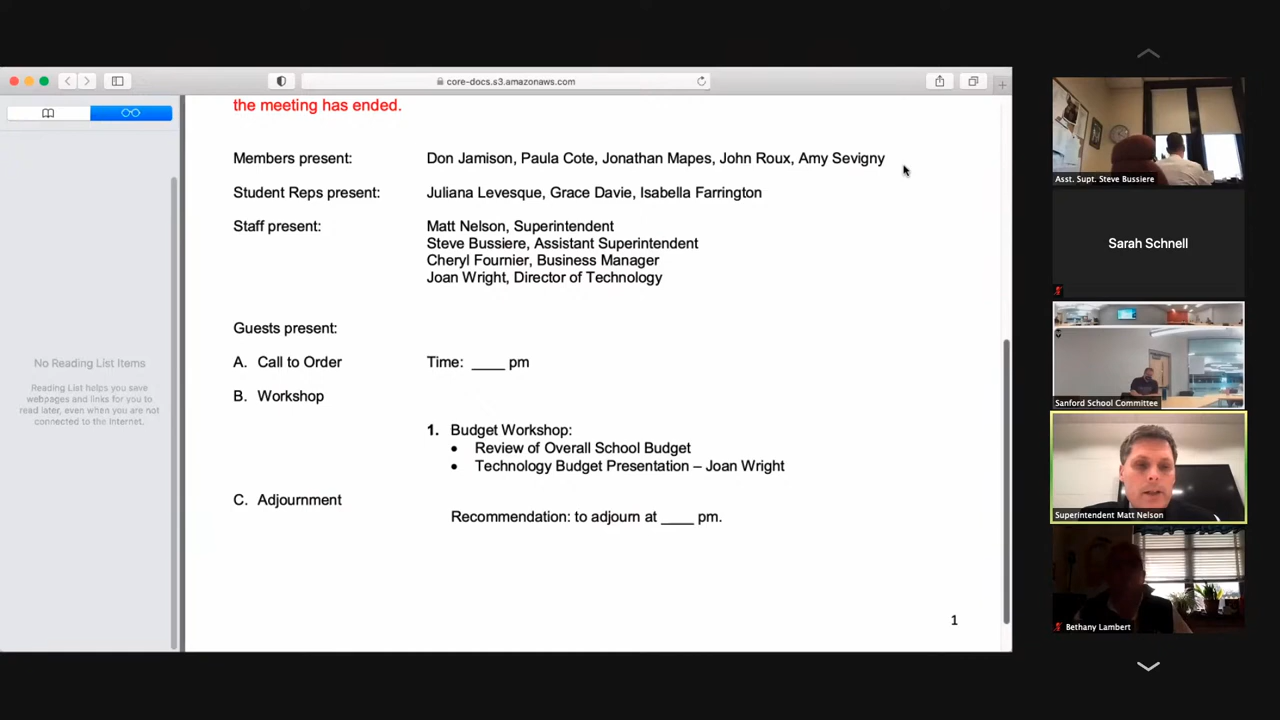 core-docs.s3.amazonaws.com
the meeting has ended.
Members present: Don Jamison, Paula Cote, Jonathan Mapes, John Roux, Amy Sevigny
Student Reps present: Juliana Levesque, Grace Davie, Isabella Farrington
Staff present: Matt Nelson, Superintendent
Steve Bussiere, Assistant Superintendent
Cheryl Fournier, Business Manager
Joan Wright, Director of Technology
Guests present:
A. Call to Order Time: ____ pm
B. Workshop
1. Budget Workshop:
• Review of Overall School Budget
• Technology Budget Presentation – Joan Wright
C. Adjournment
Recommendation: to adjourn at ____ pm.
1
No Reading List Items
Reading List helps you save
webpages and links for you to
read later, even when you are not
connected to the Internet.
Asst. Supt. Steve Bussiere
Sarah Schnell
Sanford School Committee
Superintendent Matt Nelson
Bethany Lambert